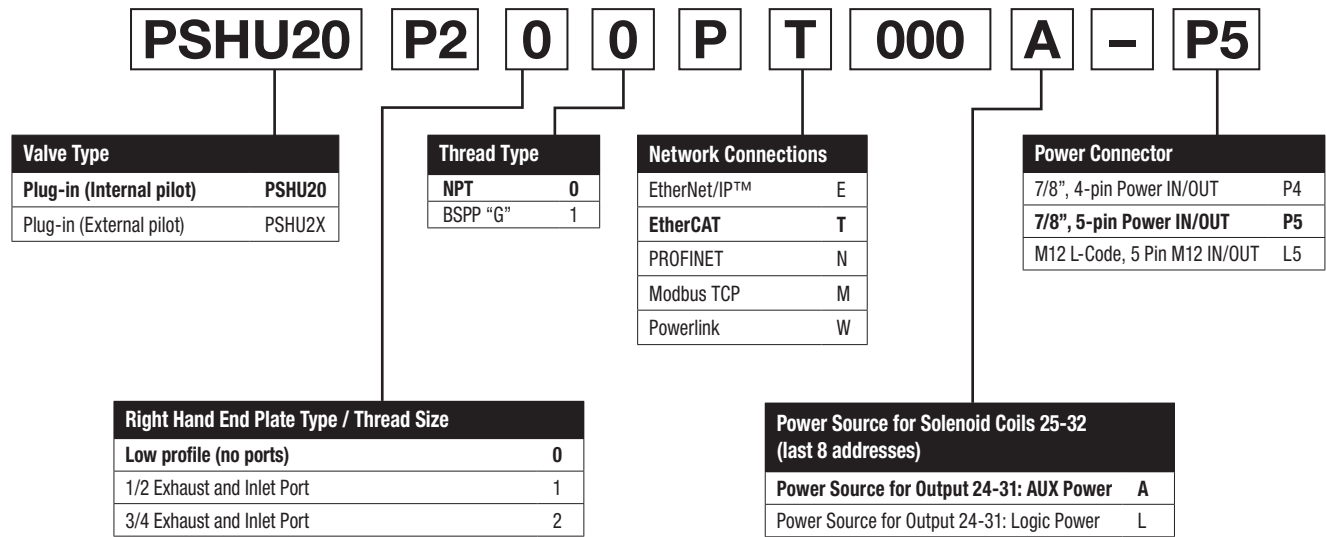 PSHU20 P2 0 0 P T 000 A – P5
Valve Type
Plug-in (Internal pilot) PSHU20
Plug-in (External pilot) PSHU2X
Thread Type
NPT 0
BSPP “G” 1
Network Connections
EtherNet/IP™ E
EtherCAT T
PROFINET N
Modbus TCP M
Powerlink W
Power Connector
7/8”, 4-pin Power IN/OUT P4
7/8”, 5-pin Power IN/OUT P5
M12 L-Code, 5 Pin M12 IN/OUT L5
Right Hand End Plate Type / Thread Size
Low profile (no ports) 0
1/2 Exhaust and Inlet Port 1
3/4 Exhaust and Inlet Port 2
Power Source for Solenoid Coils 25-32
(last 8 addresses)
Power Source for Output 24-31: AUX Power A
Power Source for Output 24-31: Logic Power L